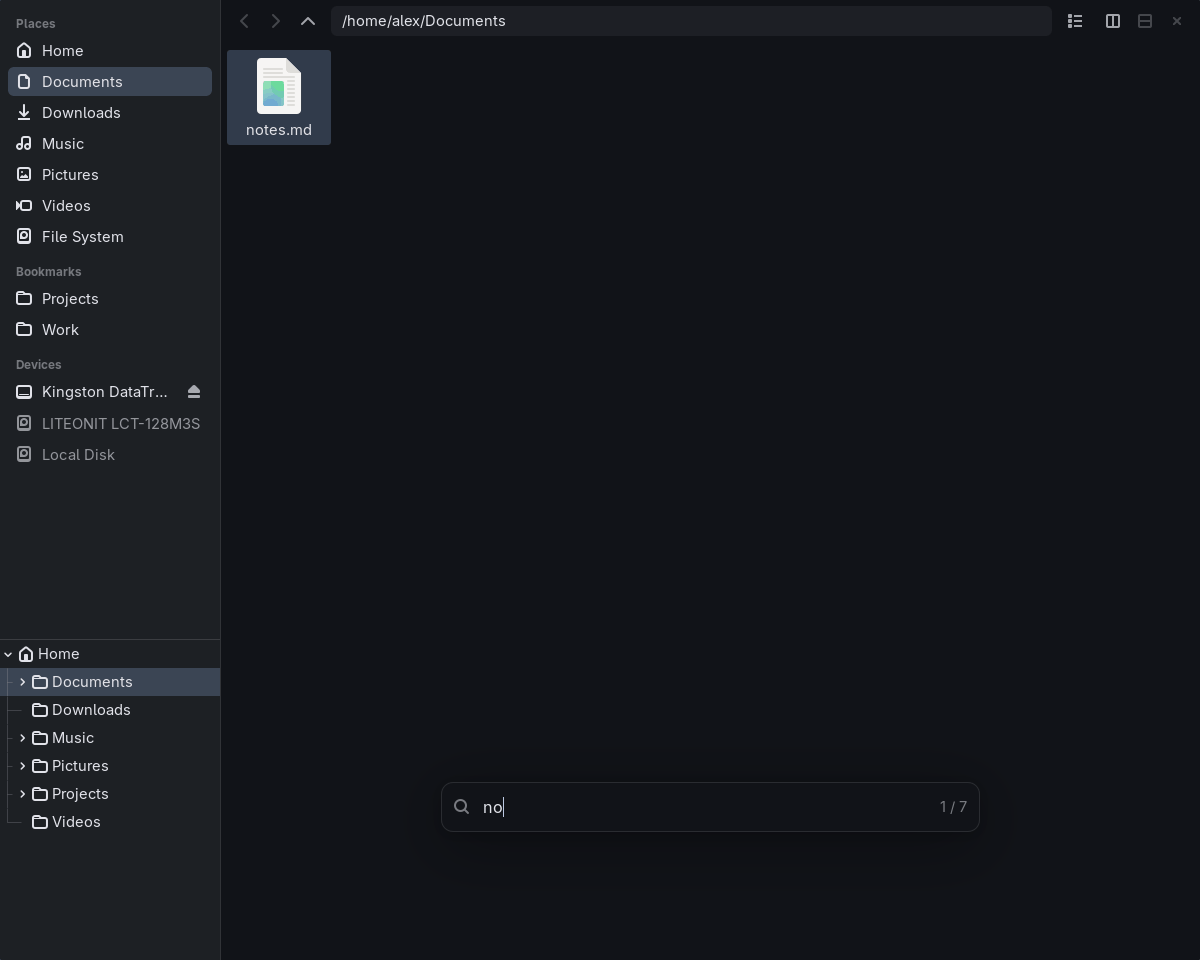 Places
Home
Documents
Downloads
Music
Pictures
Videos
File System
Bookmarks
Projects
Work
Devices
Kingston DataTr...
LITEONIT LCT-128M3S
Local Disk
Home
Documents
Downloads
Music
Pictures
Projects
Videos
/home/alex/Documents
notes.md
no
1 / 7